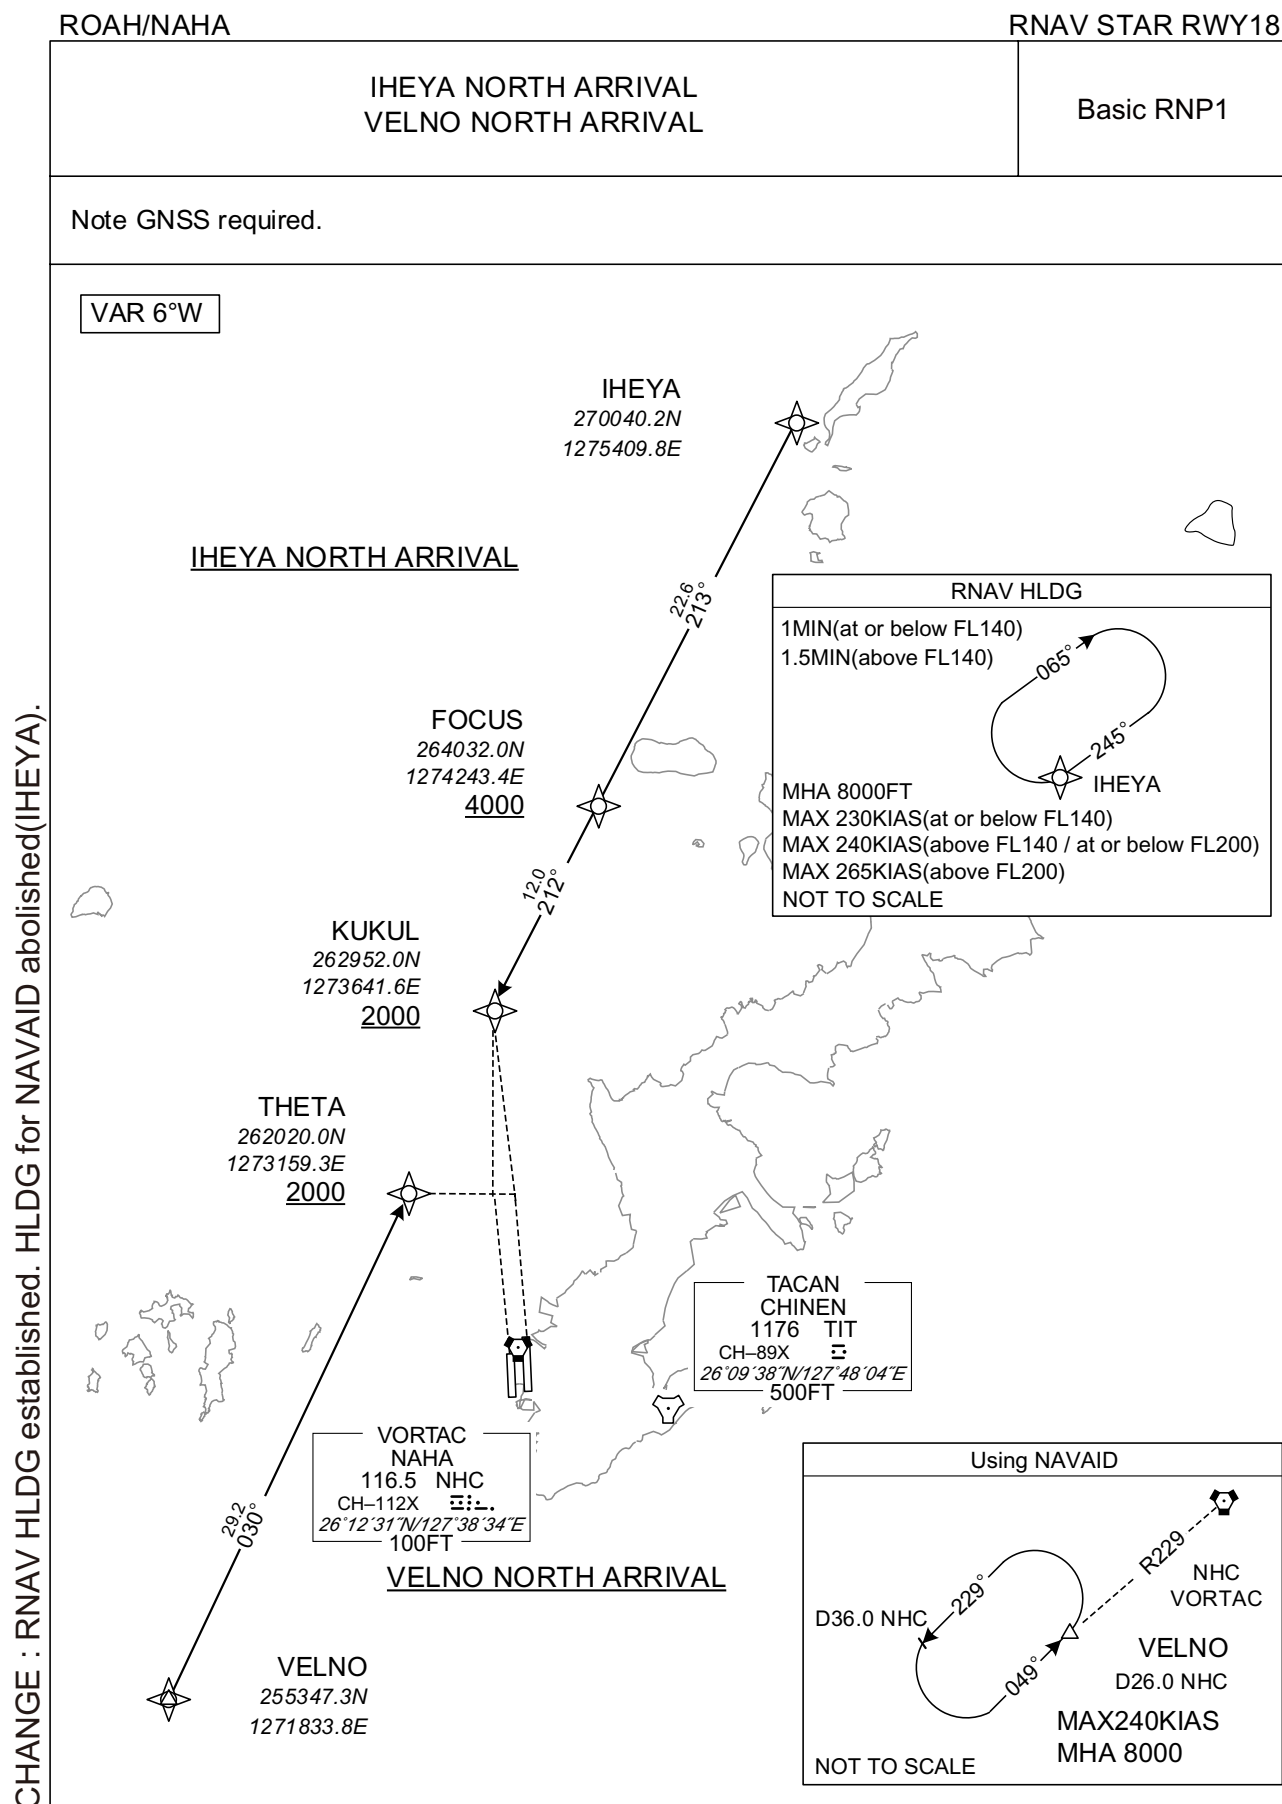 ROAH/NAHA
RNAV STAR RWY18
IHEYA NORTH ARRIVAL
VELNO NORTH ARRIVAL
Basic RNP1
Note GNSS required.
VAR 6°W
IHEYA
270040.2N
1275409.8E
IHEYA NORTH ARRIVAL
22.6
213°
RNAV HLDG
1MIN(at or below FL140)
1.5MIN(above FL140)
065°
245°
IHEYA
MHA 8000FT
MAX 230KIAS(at or below FL140)
MAX 240KIAS(above FL140 / at or below FL200)
MAX 265KIAS(above FL200)
NOT TO SCALE
FOCUS
264032.0N
1274243.4E
4000
12.0
212°
KUKUL
262952.0N
1273641.6E
2000
THETA
262020.0N
1273159.3E
2000
TACAN
CHINEN
1176 TIT
CH–89X
26°09´38˝N/127°48´04˝E
500FT
VORTAC
NAHA
116.5 NHC
CH–112X
26°12´31˝N/127°38´34˝E
100FT
29.2
030°
VELNO NORTH ARRIVAL
VELNO
255347.3N
1271833.8E
Using NAVAID
R229
NHC
VORTAC
229°
D36.0 NHC
049°
VELNO
D26.0 NHC
MAX240KIAS
MHA 8000
NOT TO SCALE
CHANGE : RNAV HLDG established. HLDG for NAVAID abolished(IHEYA).